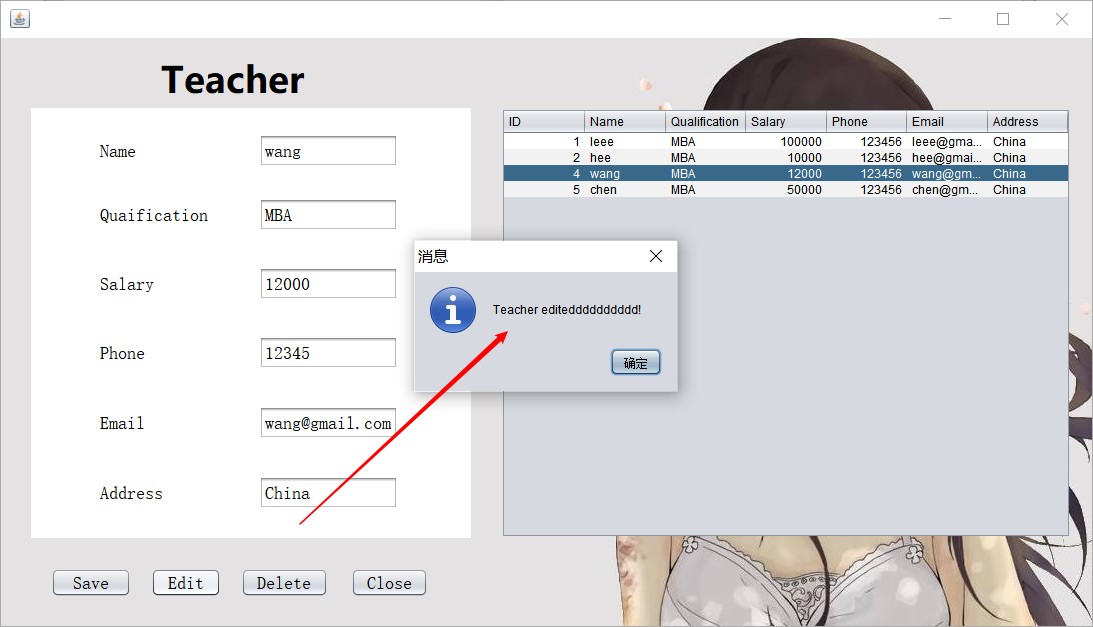 Teacher
Name wang
Quaification MBA
Salary 12000
Phone 12345
Email wang@gmail.com
Address China
Save Edit Delete Close
ID Name Qualification Salary Phone Email Address
1 leee MBA 100000 123456 leee@gma... China
2 hee MBA 10000 123456 hee@gmai... China
4 wang MBA 12000 123456 wang@gm... China
5 chen MBA 50000 123456 chen@gm... China
消息
Teacher editedddddddddd!
确定